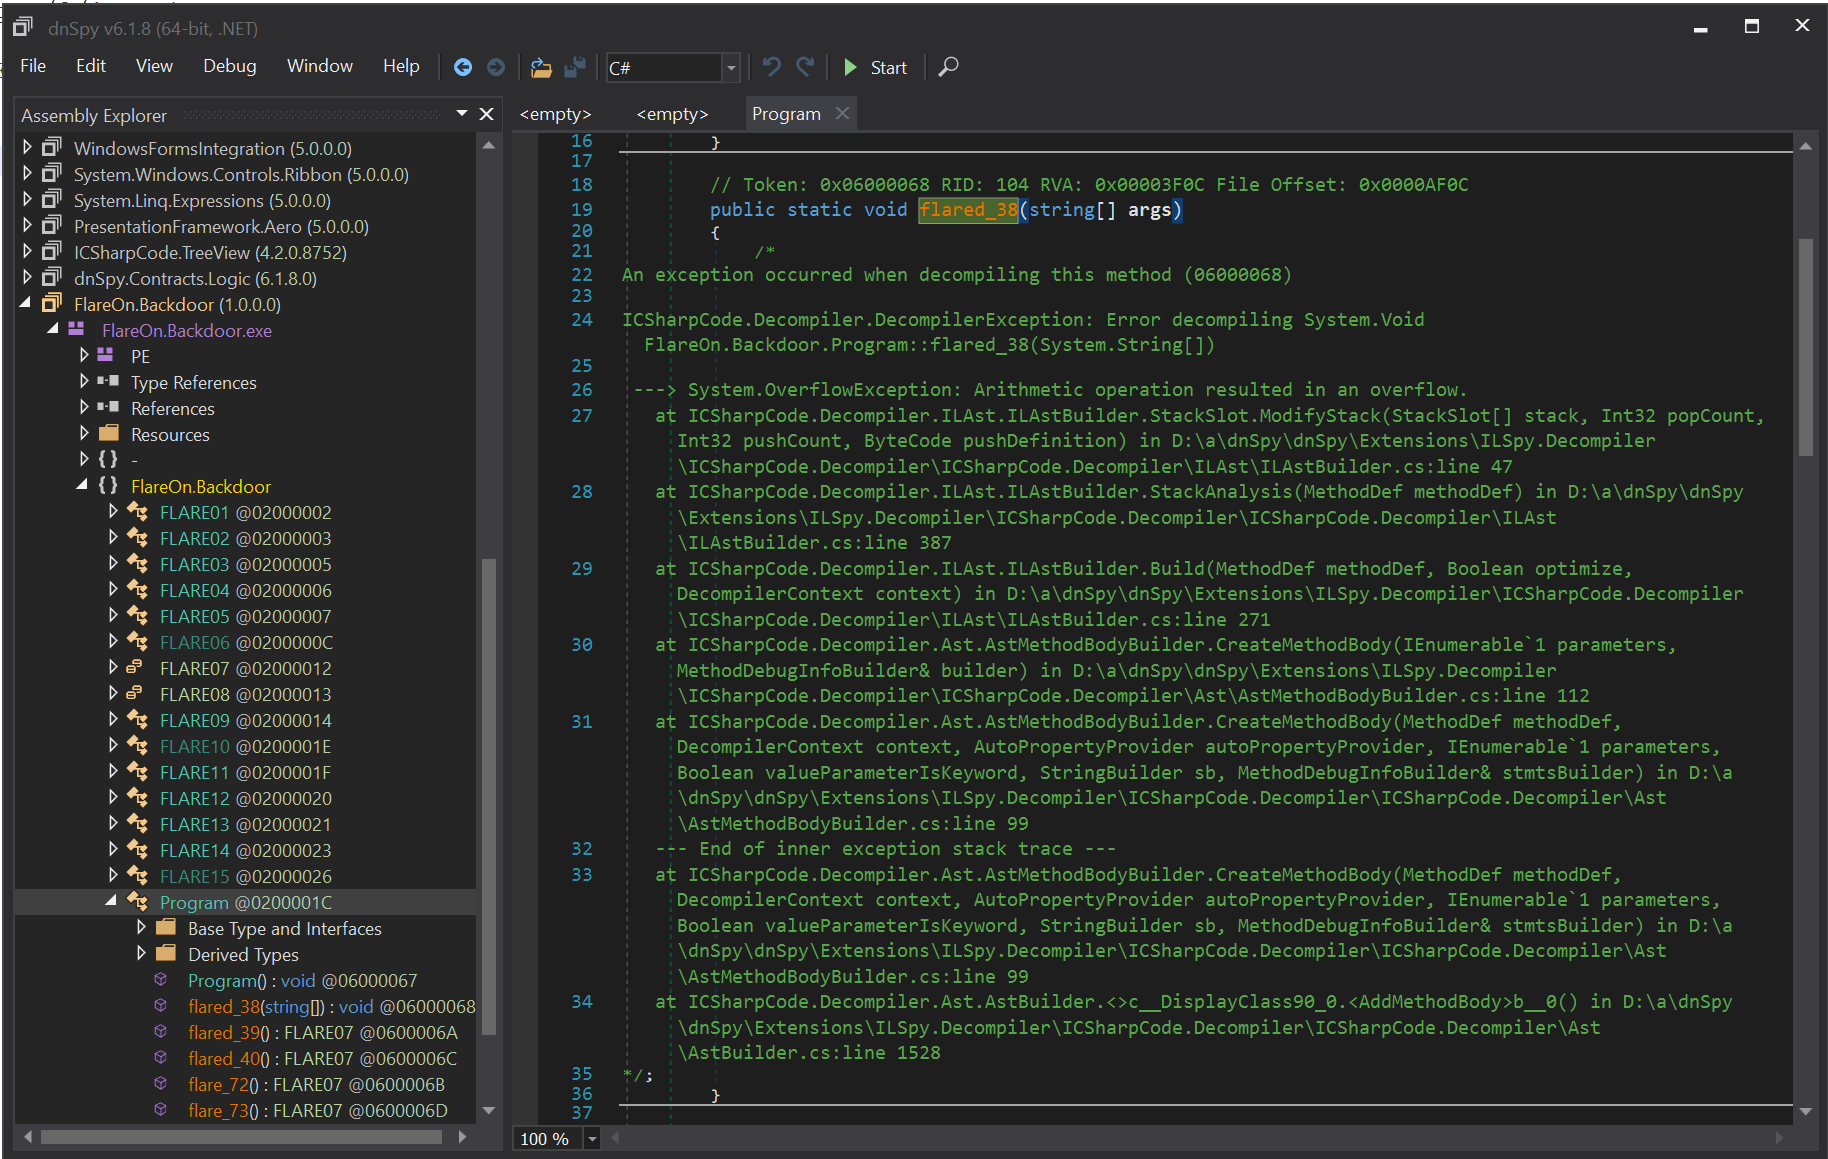 dnSpy v6.1.8 (64-bit, .NET)
File Edit View Debug Window Help C# Start
Assembly Explorer
WindowsFormsIntegration (5.0.0.0)
System.Windows.Controls.Ribbon (5.0.0.0)
System.Linq.Expressions (5.0.0.0)
PresentationFramework.Aero (5.0.0.0)
ICSharpCode.TreeView (4.2.0.8752)
dnSpy.Contracts.Logic (6.1.8.0)
FlareOn.Backdoor (1.0.0.0)
FlareOn.Backdoor.exe
PE
Type References
References
Resources
{ } -
{ } FlareOn.Backdoor
FLARE01 @02000002
FLARE02 @02000003
FLARE03 @02000005
FLARE04 @02000006
FLARE05 @02000007
FLARE06 @0200000C
FLARE07 @02000012
FLARE08 @02000013
FLARE09 @02000014
FLARE10 @0200001E
FLARE11 @0200001F
FLARE12 @02000020
FLARE13 @02000021
FLARE14 @02000023
FLARE15 @02000026
Program @0200001C
Base Type and Interfaces
Derived Types
Program() : void @06000067
flared_38(string[]) : void @06000068
flared_39() : FLARE07 @0600006A
flared_40() : FLARE07 @0600006C
flare_72() : FLARE07 @0600006B
flare_73() : FLARE07 @0600006D
<empty> <empty> Program
16 }
17
18 // Token: 0x06000068 RID: 104 RVA: 0x00003F0C File Offset: 0x0000AF0C
19 public static void flared_38(string[] args)
20 {
21 /*
22 An exception occurred when decompiling this method (06000068)
23
24 ICSharpCode.Decompiler.DecompilerException: Error decompiling System.Void
FlareOn.Backdoor.Program::flared_38(System.String[])
25
26 ---> System.OverflowException: Arithmetic operation resulted in an overflow.
27 at ICSharpCode.Decompiler.ILAst.ILAstBuilder.StackSlot.ModifyStack(StackSlot[] stack, Int32 popCount,
Int32 pushCount, ByteCode pushDefinition) in D:\a\dnSpy\dnSpy\Extensions\ILSpy.Decompiler
\ICSharpCode.Decompiler\ICSharpCode.Decompiler\ILAst\ILAstBuilder.cs:line 47
28 at ICSharpCode.Decompiler.ILAst.ILAstBuilder.StackAnalysis(MethodDef methodDef) in D:\a\dnSpy\dnSpy
\Extensions\ILSpy.Decompiler\ICSharpCode.Decompiler\ICSharpCode.Decompiler\ILAst
\ILAstBuilder.cs:line 387
29 at ICSharpCode.Decompiler.ILAst.ILAstBuilder.Build(MethodDef methodDef, Boolean optimize,
DecompilerContext context) in D:\a\dnSpy\dnSpy\Extensions\ILSpy.Decompiler\ICSharpCode.Decompiler
\ICSharpCode.Decompiler\ILAst\ILAstBuilder.cs:line 271
30 at ICSharpCode.Decompiler.Ast.AstMethodBodyBuilder.CreateMethodBody(IEnumerable`1 parameters,
MethodDebugInfoBuilder& builder) in D:\a\dnSpy\dnSpy\Extensions\ILSpy.Decompiler
\ICSharpCode.Decompiler\ICSharpCode.Decompiler\Ast\AstMethodBodyBuilder.cs:line 112
31 at ICSharpCode.Decompiler.Ast.AstMethodBodyBuilder.CreateMethodBody(MethodDef methodDef,
DecompilerContext context, AutoPropertyProvider autoPropertyProvider, IEnumerable`1 parameters,
Boolean valueParameterIsKeyword, StringBuilder sb, MethodDebugInfoBuilder& stmtsBuilder) in D:\a
\dnSpy\dnSpy\Extensions\ILSpy.Decompiler\ICSharpCode.Decompiler\ICSharpCode.Decompiler\Ast
\AstMethodBodyBuilder.cs:line 99
32 --- End of inner exception stack trace ---
33 at ICSharpCode.Decompiler.Ast.AstMethodBodyBuilder.CreateMethodBody(MethodDef methodDef,
DecompilerContext context, AutoPropertyProvider autoPropertyProvider, IEnumerable`1 parameters,
Boolean valueParameterIsKeyword, StringBuilder sb, MethodDebugInfoBuilder& stmtsBuilder) in D:\a
\dnSpy\dnSpy\Extensions\ILSpy.Decompiler\ICSharpCode.Decompiler\ICSharpCode.Decompiler\Ast
\AstMethodBodyBuilder.cs:line 99
34 at ICSharpCode.Decompiler.Ast.AstBuilder.<>c__DisplayClass90_0.<AddMethodBody>b__0() in D:\a\dnSpy
\dnSpy\Extensions\ILSpy.Decompiler\ICSharpCode.Decompiler\ICSharpCode.Decompiler\Ast
\AstBuilder.cs:line 1528
35 */;
36 }
37
100 %